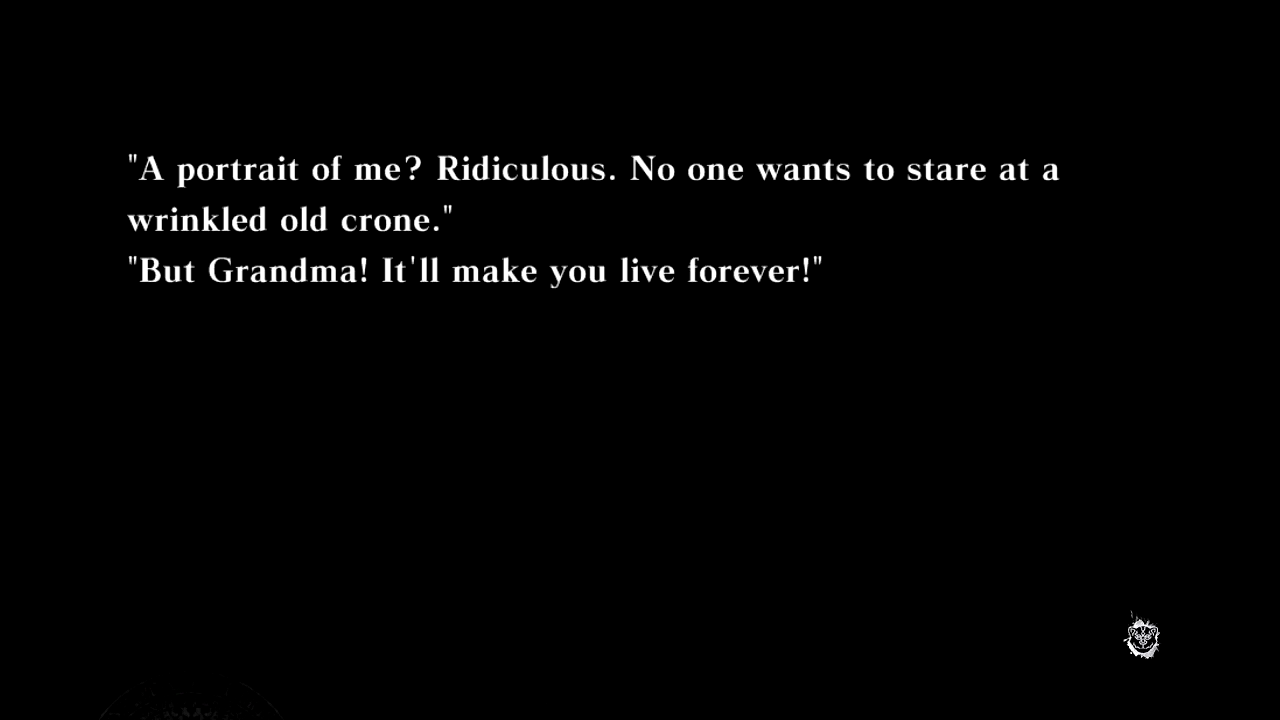 "A portrait of me? Ridiculous. No one wants to stare at a
wrinkled old crone."
"But Grandma! It'll make you live forever!"